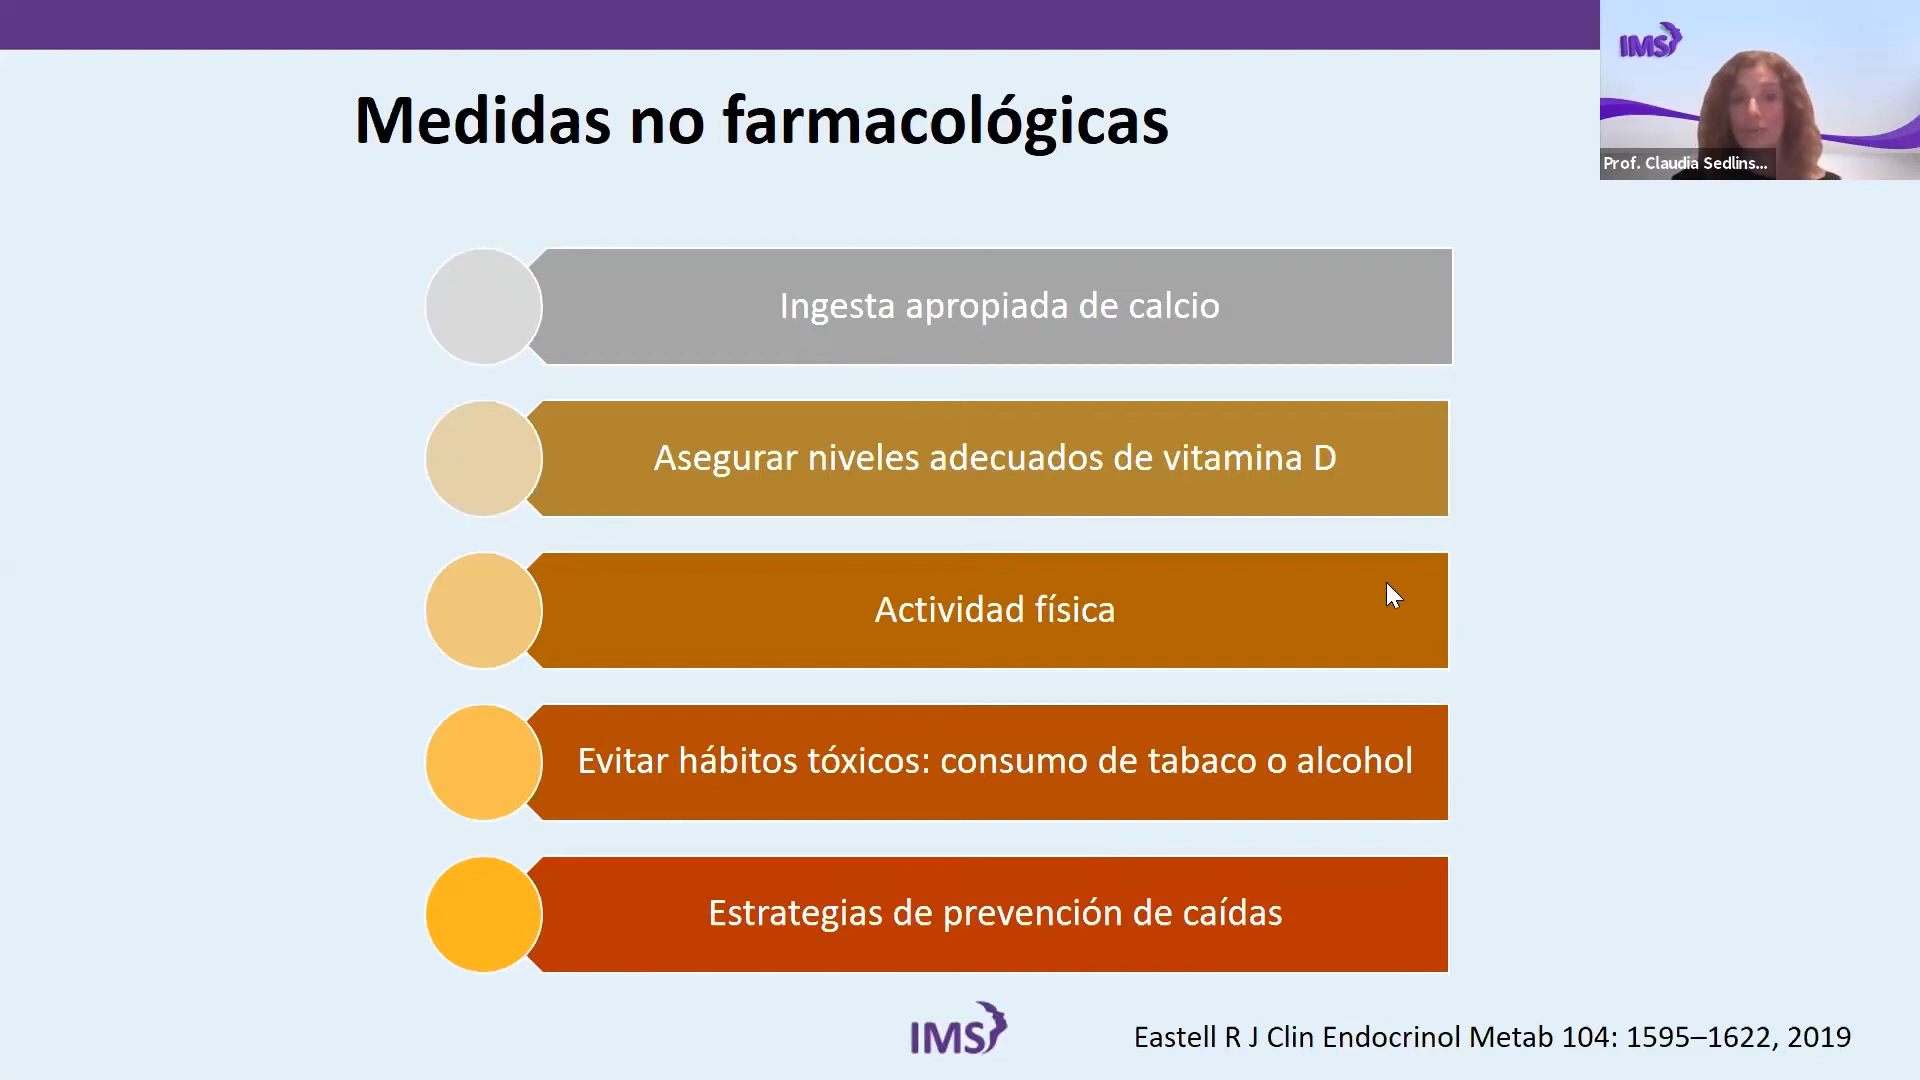 IMS
Prof. Claudia Sedlins...
Medidas no farmacológicas
Ingesta apropiada de calcio
Asegurar niveles adecuados de vitamina D
Actividad física
Evitar hábitos tóxicos: consumo de tabaco o alcohol
Estrategias de prevención de caídas
IMS
Eastell R J Clin Endocrinol Metab 104: 1595–1622, 2019